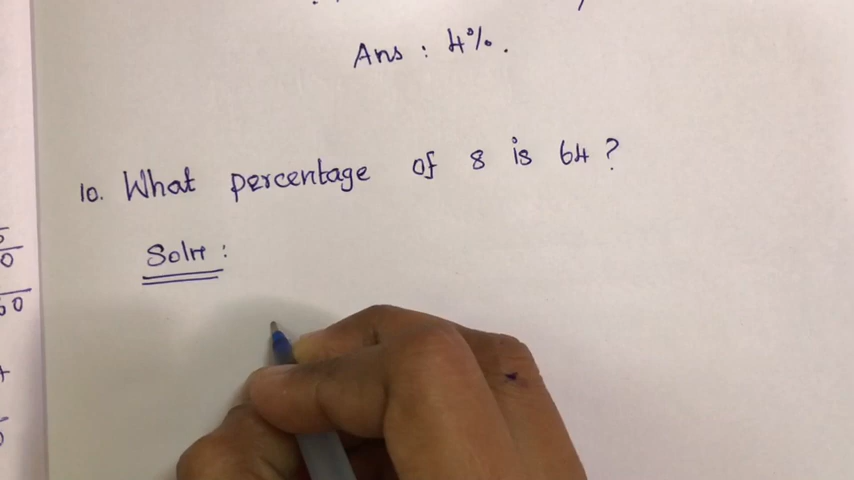 Ans : 4%.
10. What percentage of 8 is 64 ?
Soln :